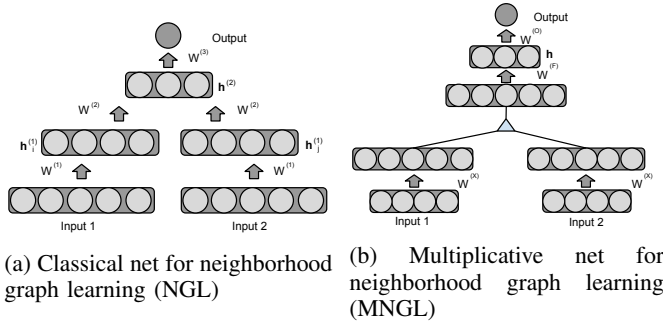 Output
W(3)
h(2)
W(2) W(2)
h(1)i h(1)j
W(1) W(1)
Input 1 Input 2
(a) Classical net for neighborhood
graph learning (NGL)
Output
W(O)
h
W(F)
W(X) W(X)
Input 1 Input 2
(b) Multiplicative net for
neighborhood graph learning
(MNGL)